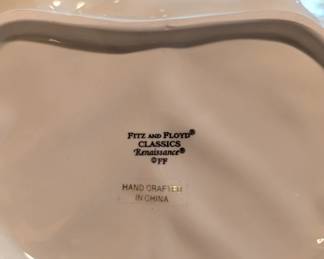 FITZ AND FLOYD®
CLASSICS
Renaissance®
©FF
HAND CRAFTED
IN CHINA